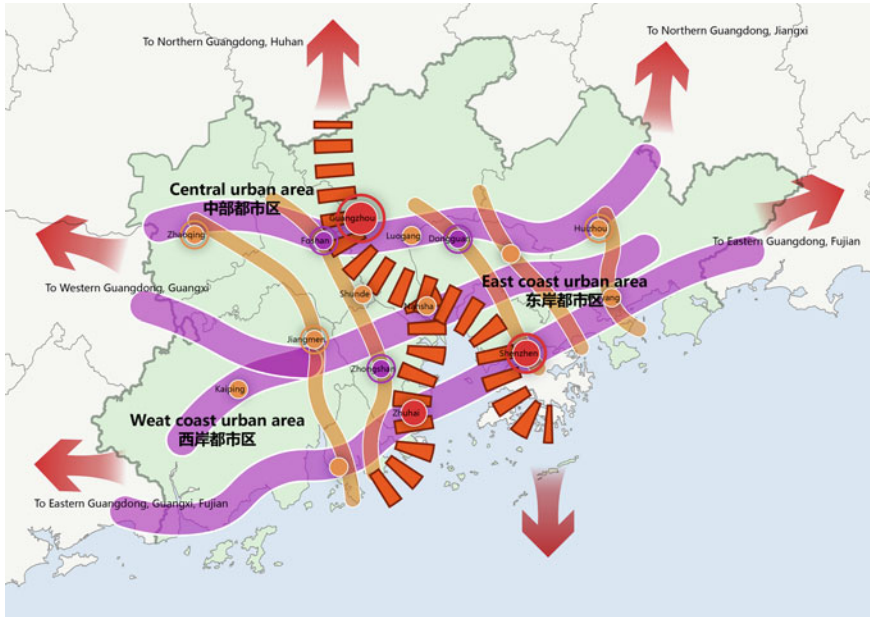 To Northern Guangdong, Jiangxi
To Northern Guangdong, Huhan
Central urban area
中部都市区
Guangzhou
Zhaoqing
Foshan
Luogang
Dongguan
Huizhou
To Eastern Guangdong, Fujian
To Western Guangdong, Guangxi
East coast urban area
东岸都市区
Shunde
Nansha
yang
Jiangmen
Shenzhen
Zhongshan
Kaiping
Weat coast urban area
西岸都市区
Zhuhai
To Eastern Guangdong, Guangxi, Fujian